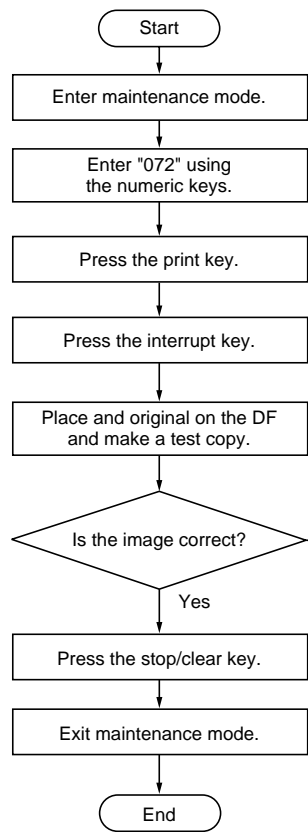 Start
Enter maintenance mode.
Enter "072" using
the numeric keys.
Press the print key.
Press the interrupt key.
Place and original on the DF
and make a test copy.
Is the image correct?
Yes
Press the stop/clear key.
Exit maintenance mode.
End